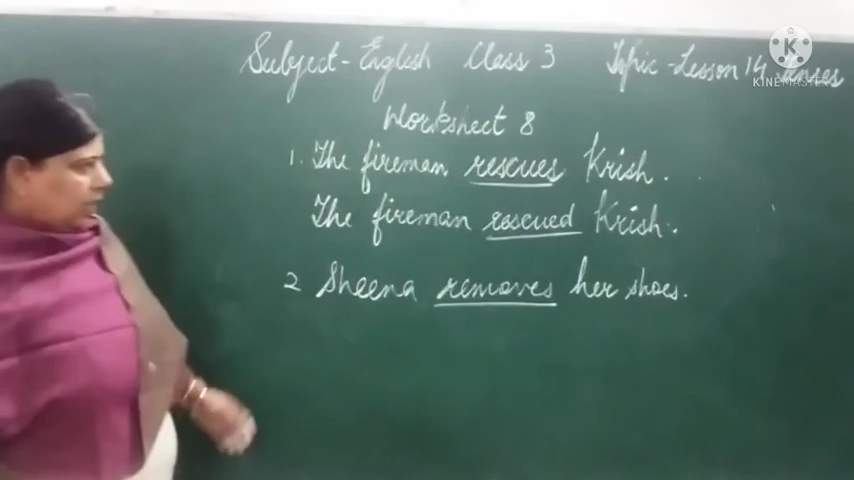 Subject - English Class 3 Topic - Lesson 14
Worksheet 8
1. The fireman rescues Krish.
The fireman rescued Krish.
2 Sheena removes her shoes.
KINEMASTER